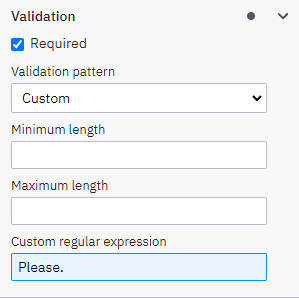 Validation
Required
Validation pattern
Custom
Minimum length
Maximum length
Custom regular expression
Please.